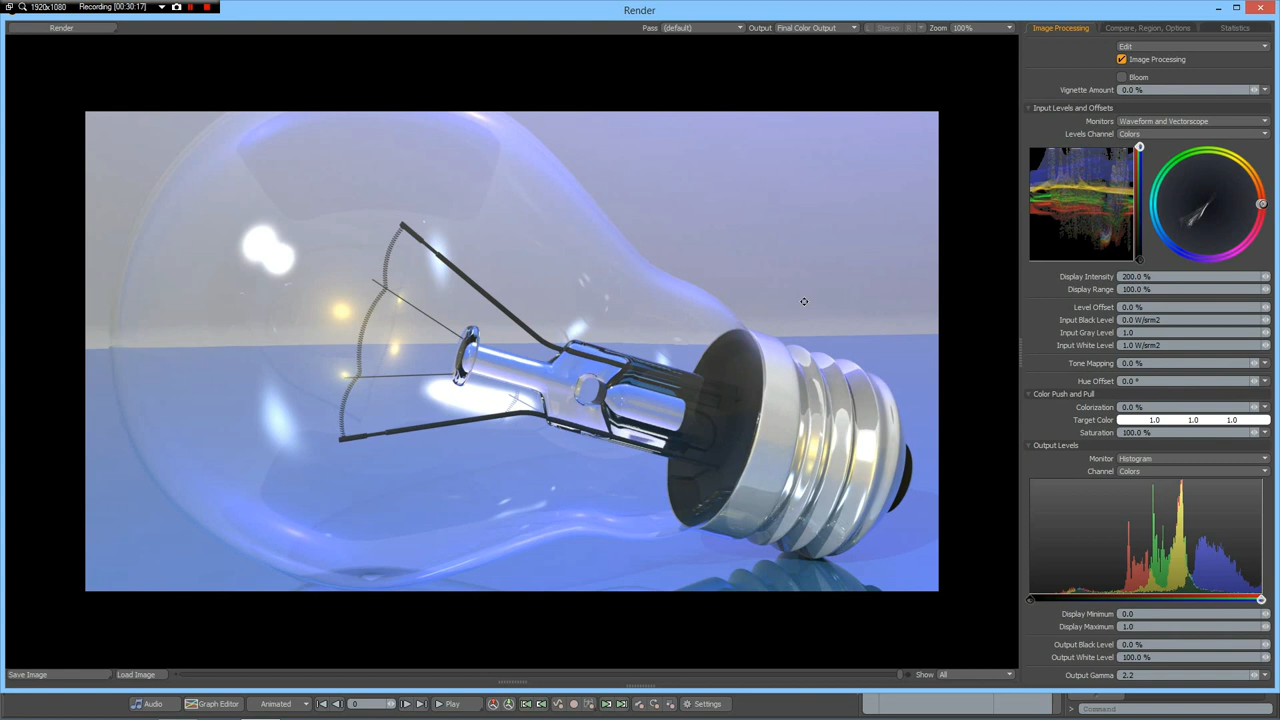 1920x1080 Recording [00:30:17]
Render
Render
Pass (default) Output Final Color Output L Stereo R Zoom 100%
Image Processing Compare, Region, Options Statistics
Edit
Image Processing
Bloom
Vignette Amount 0.0 %
Input Levels and Offsets
Monitors Waveform and Vectorscope
Levels Channel Colors
Display Intensity 200.0 %
Display Range 100.0 %
Level Offset 0.0 %
Input Black Level 0.0 W/srm2
Input Gray Level 1.0
Input White Level 1.0 W/srm2
Tone Mapping 0.0 %
Hue Offset 0.0 °
Color Push and Pull
Colorization 0.0 %
Target Color 1.0 1.0 1.0
Saturation 100.0 %
Output Levels
Monitor Histogram
Channel Colors
Display Minimum 0.0
Display Maximum 1.0
Output Black Level 0.0 %
Output White Level 100.0 %
Output Gamma 2.2
Save Image Load Image Show All
Audio Graph Editor Animated 0 Play Settings Command